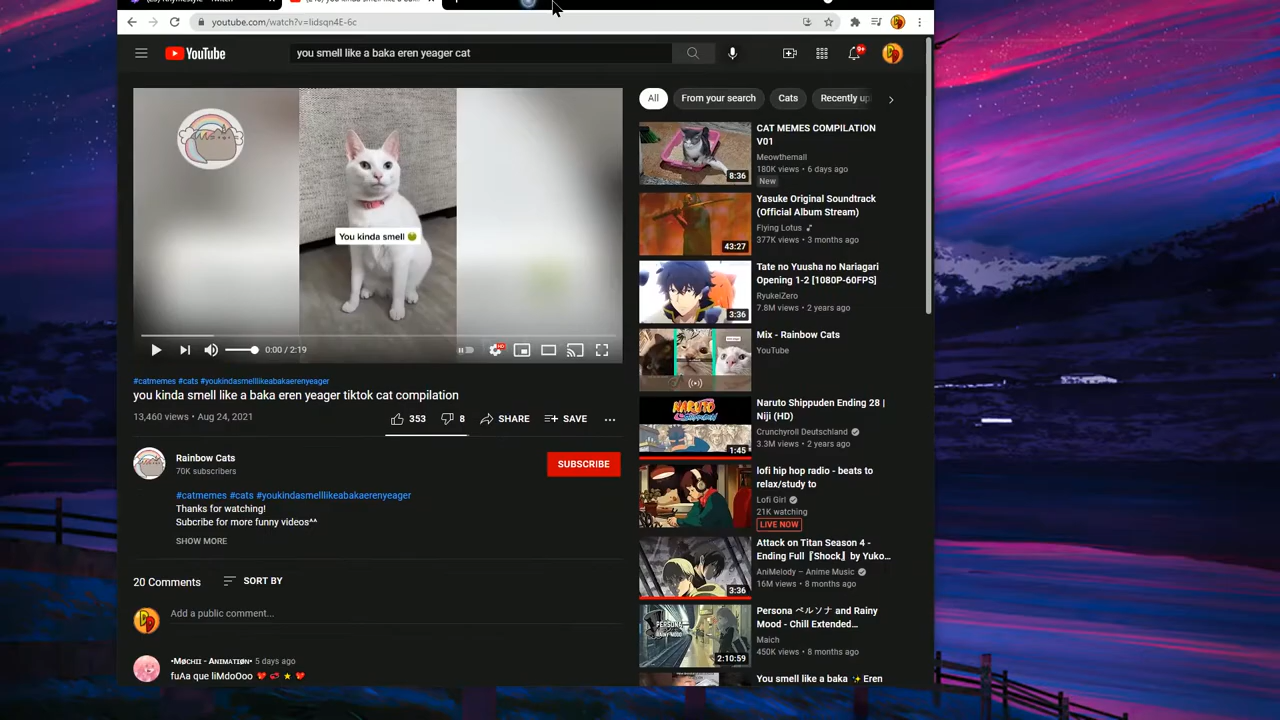 youtube.com/watch?v=lidsqn4E-6c
YouTube
you smell like a baka eren yeager cat
9+
All
From your search
Cats
Recently up
You kinda smell 🤢
0:00 / 2:19
HD
#catmemes #cats #youkindasmelllikeabakaerenyeager
you kinda smell like a baka eren yeager tiktok cat compilation
13,460 views • Aug 24, 2021
353
8
SHARE
SAVE
Rainbow Cats
70K subscribers
SUBSCRIBE
#catmemes #cats #youkindasmelllikeabakaerenyeager
Thanks for watching!
Subcribe for more funny videos^^
SHOW MORE
20 Comments
SORT BY
Add a public comment...
•Møcнιι - Aɴιмᴀтιøɴ• 5 days ago
fuAa que liMdoOoo
8:36
CAT MEMES COMPILATION
V01
Meowthemall
180K views • 6 days ago
New
43:27
Yasuke Original Soundtrack
(Official Album Stream)
Flying Lotus
377K views • 3 months ago
3:36
Tate no Yuusha no Nariagari
Opening 1-2 [1080P-60FPS]
RyukeiZero
7.8M views • 2 years ago
Mix - Rainbow Cats
YouTube
NARUTO
1:45
Naruto Shippuden Ending 28 |
Niji (HD)
Crunchyroll Deutschland
3.3M views • 2 years ago
lofi hip hop radio - beats to
relax/study to
Lofi Girl
21K watching
LIVE NOW
3:36
Attack on Titan Season 4 -
Ending Full『Shock』by Yuko...
AniMelody – Anime Music
16M views • 8 months ago
PERSONA
RAINY MOOD
2:10:59
Persona ペルソナ and Rainy
Mood - Chill Extended...
Maich
450K views • 8 months ago
You smell like a baka ✨ Eren